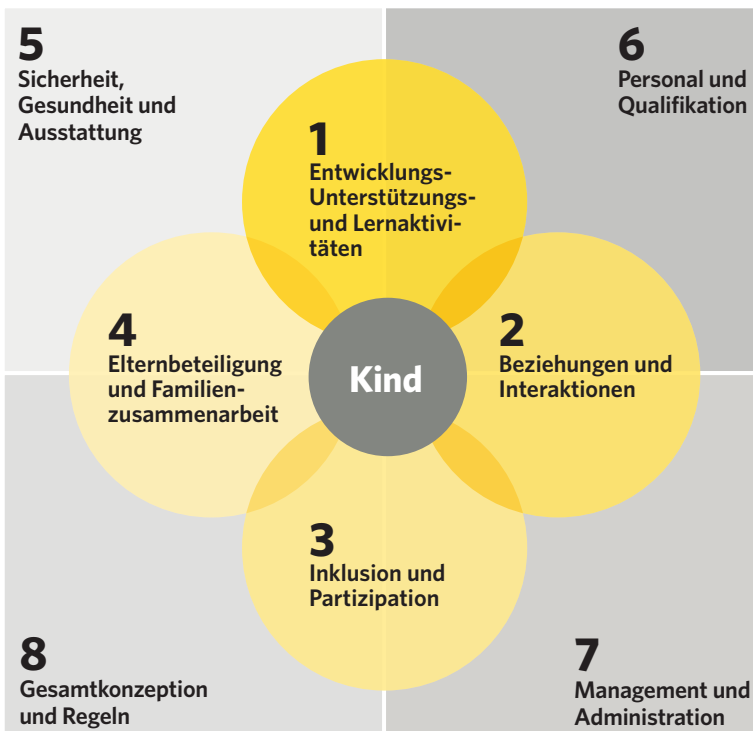 5
Sicherheit,
Gesundheit und
Ausstattung
6
Personal und
Qualifikation
1
Entwicklungs-
Unterstützungs-
und Lernaktivi-
täten
4
Elternbeteiligung
und Familien-
zusammenarbeit
Kind
2
Beziehungen und
Interaktionen
3
Inklusion und
Partizipation
8
Gesamtkonzeption
und Regeln
7
Management und
Administration